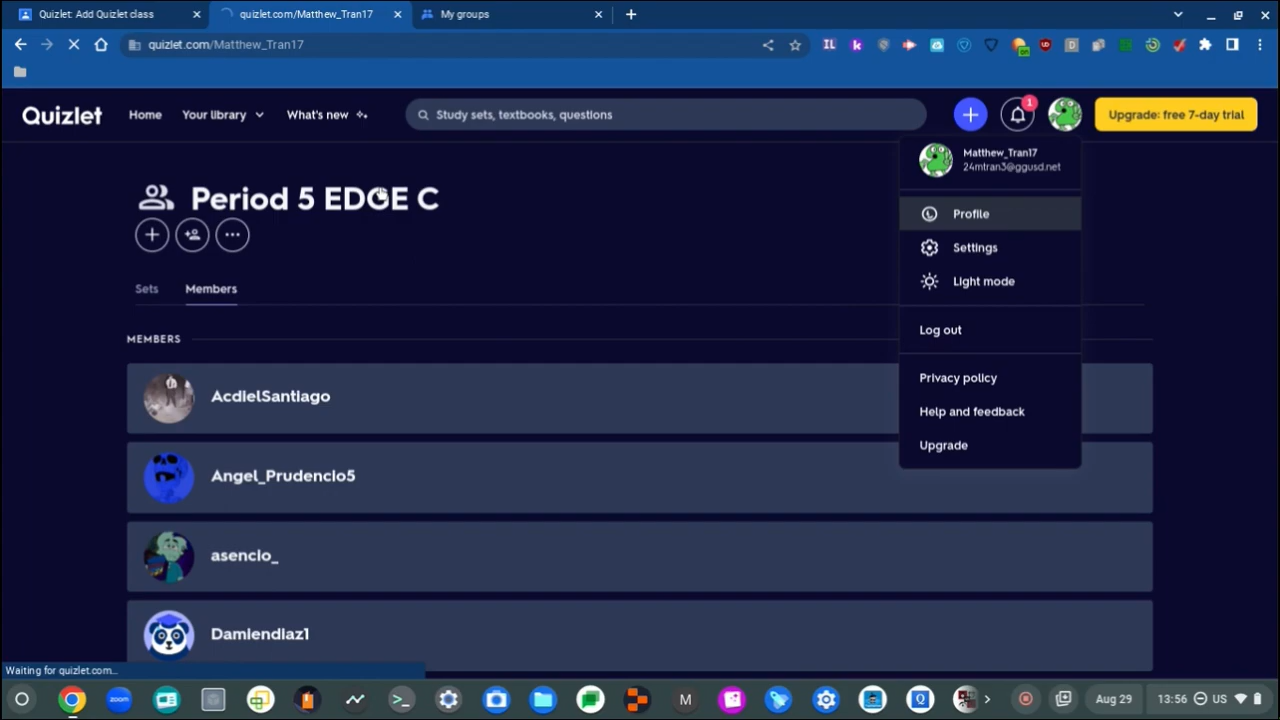 Quizlet: Add Quizlet class
quizlet.com/Matthew_Tran17
My groups
quizlet.com/Matthew_Tran17
Quizlet
Home
Your library
What's new
Study sets, textbooks, questions
1
Upgrade: free 7-day trial
Matthew_Tran17
24mtran3@ggusd.net
Period 5 EDGE C
Profile
Settings
Light mode
Log out
Privacy policy
Help and feedback
Upgrade
Sets
Members
MEMBERS
AcdielSantiago
Angel_Prudencio5
asencio_
Damiendiaz1
Waiting for quizlet.com...
zoom
M
Q
Aug 29
13:56
US